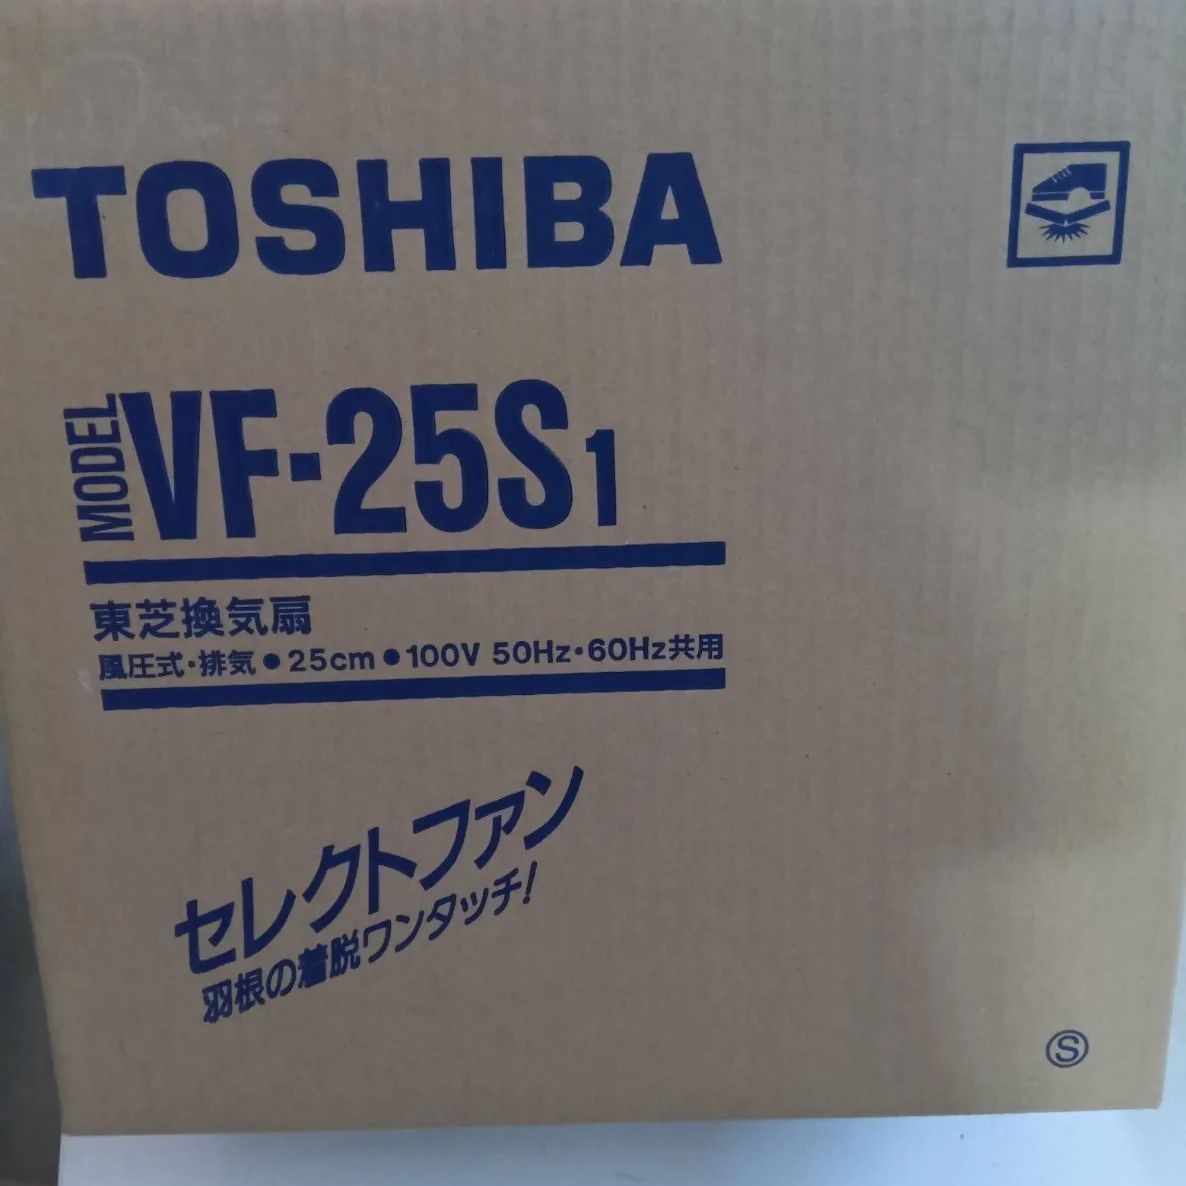 TOSHIBA
MODEL VF-25S1
東芝換気扇
風圧式・排気●25cm●100V 50Hz・60Hz共用
セレクトファン
羽根の着脱ワンタッチ!
Ⓢ